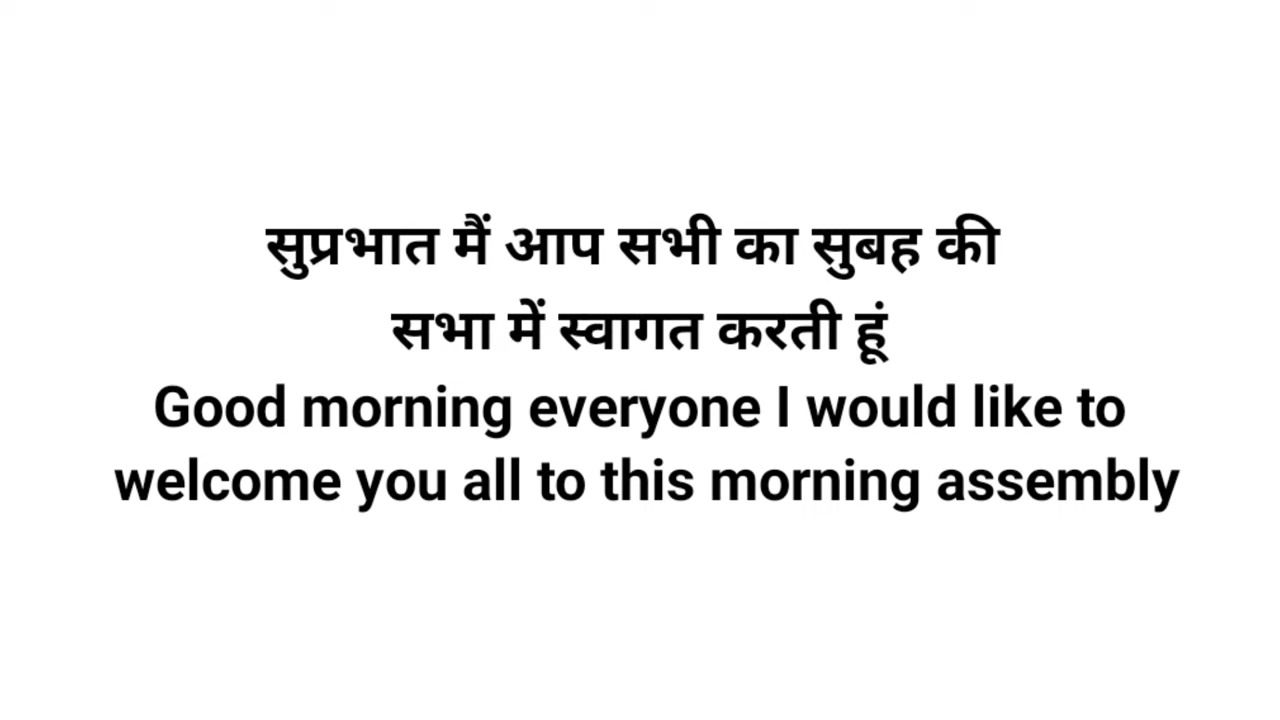 सुप्रभात मैं आप सभी का सुबह की
सभा में स्वागत करती हूं
Good morning everyone I would like to
welcome you all to this morning assembly